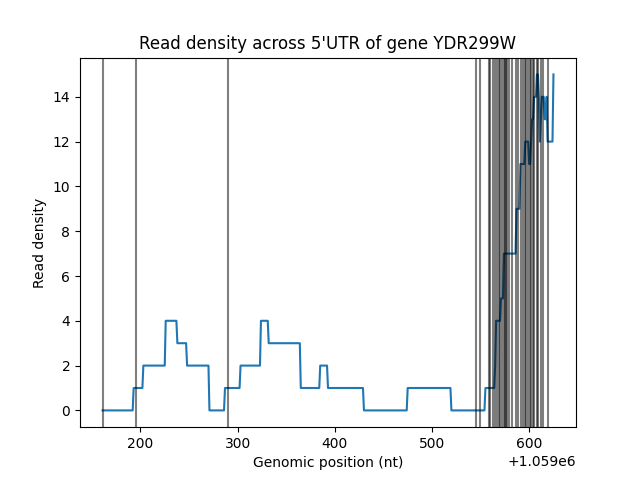 Read density across 5'UTR of gene YDR299W
Read density
14
12
10
8
6
4
2
0
200 300 400 500 600
Genomic position (nt)
+1.059e6